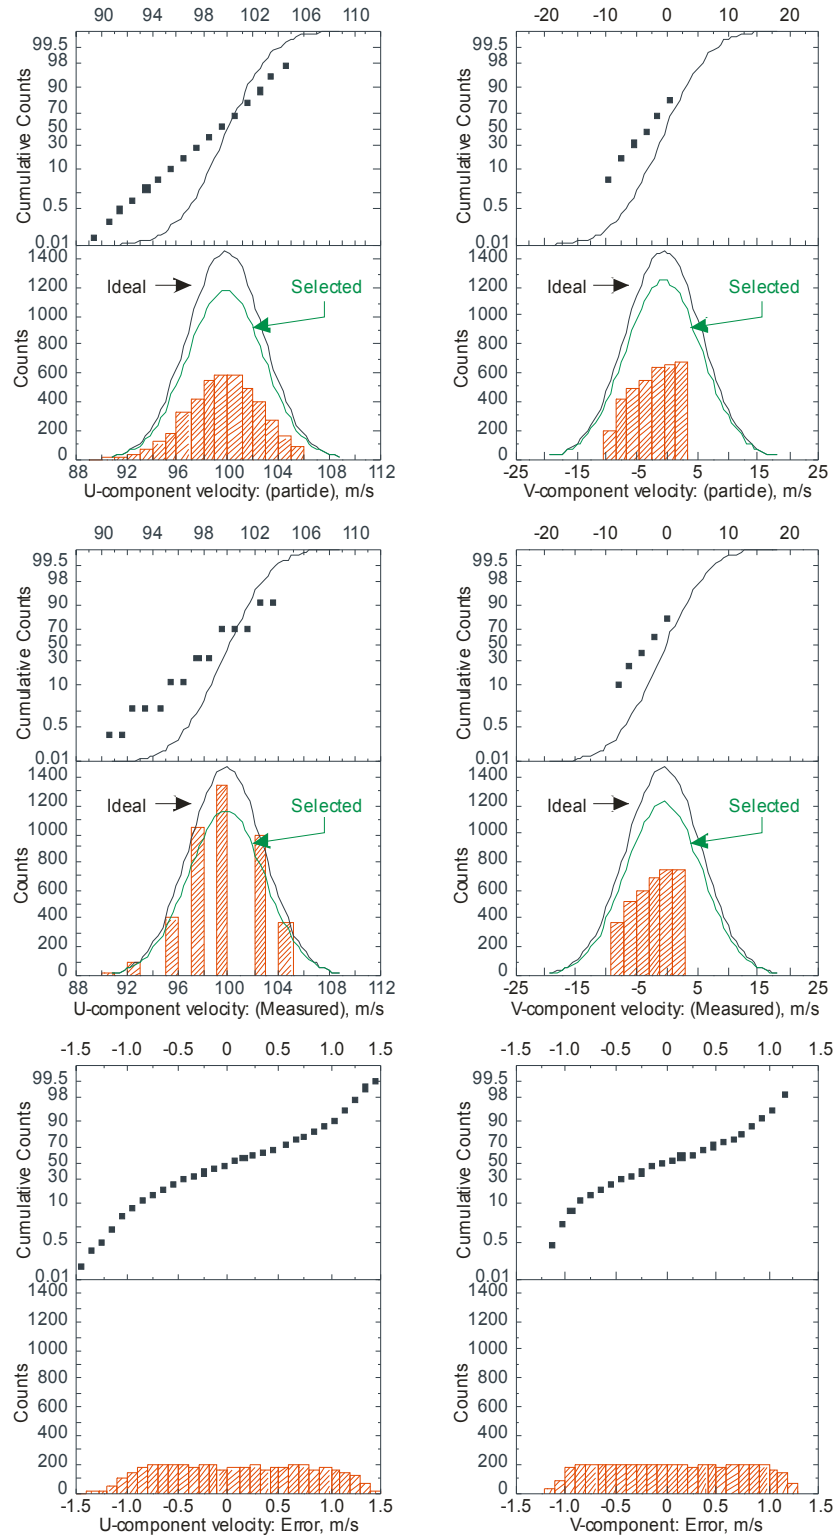 90 94 98 102 106 110
99.5
98
90
70
50
30
10
0.5
0.01
Cumulative Counts
1400
1200
1000
800
600
400
200
0
Counts
Ideal
Selected
88 92 96 100 104 108 112
U-component velocity: (particle), m/s
-20 -10 0 10 20
99.5
98
90
70
50
30
10
0.5
0.01
Cumulative Counts
1400
1200
1000
800
600
400
200
0
Counts
Ideal
Selected
-25 -15 -5 5 15 25
V-component velocity: (particle), m/s
90 94 98 102 106 110
99.5
98
90
70
50
30
10
0.5
0.01
Cumulative Counts
1400
1200
1000
800
600
400
200
0
Counts
Ideal
Selected
88 92 96 100 104 108 112
U-component velocity: (Measured), m/s
-20 -10 0 10 20
99.5
98
90
70
50
30
10
0.5
0.01
Cumulative Counts
1400
1200
1000
800
600
400
200
0
Counts
Ideal
Selected
-25 -15 -5 5 15 25
V-component velocity: (Measured), m/s
-1.5 -1.0 -0.5 0 0.5 1.0 1.5
99.5
98
90
70
50
30
10
0.5
0.01
Cumulative Counts
1400
1200
1000
800
600
400
200
0
Counts
-1.5 -1.0 -0.5 0 0.5 1.0 1.5
U-component velocity: Error, m/s
-1.5 -1.0 -0.5 0 0.5 1.0 1.5
99.5
98
90
70
50
30
10
0.5
0.01
Cumulative Counts
1400
1200
1000
800
600
400
200
0
Counts
-1.5 -1.0 -0.5 0 0.5 1.0 1.5
V-component: Error, m/s